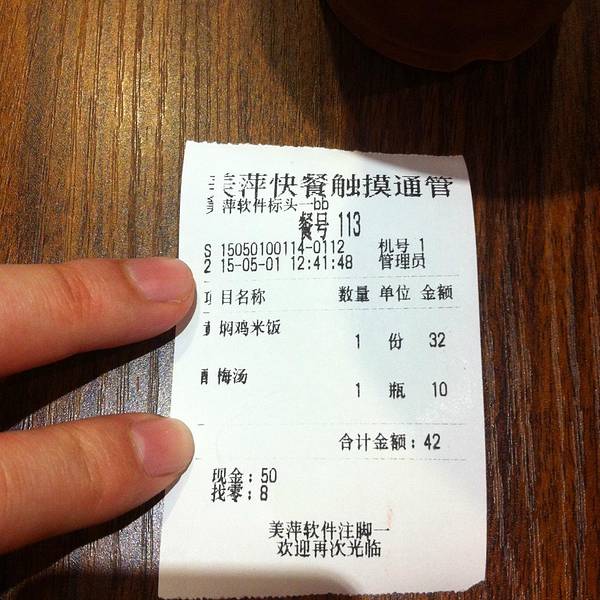 美萍快餐触摸通管
美萍软件标头一bb
餐号 113
S 15050100114-0112 机号 1
2 15-05-01 12:41:48 管理员
项目名称 数量 单位 金额
焖鸡米饭
1 份 32
酸梅汤
1 瓶 10
合计金额:42
现金:50
找零:8
美萍软件注脚一
欢迎再次光临